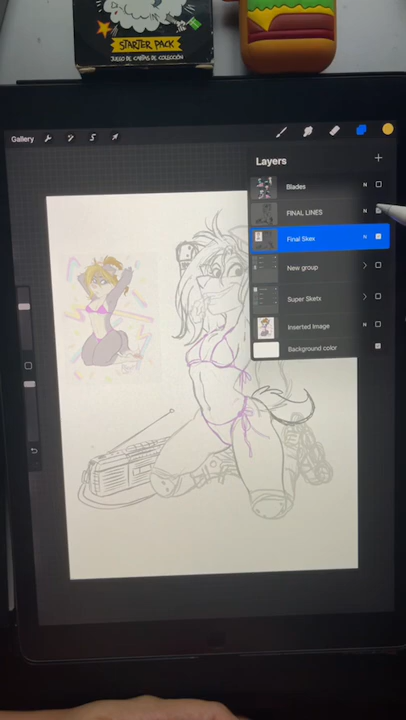 STARTER PACK
JUEGO DE CARTAS DE COLECCIÓN
Gallery
Layers
Blades N
FINAL LINES N
Final Skex N
New group
Super Sketx
Inserted Image N
Background color